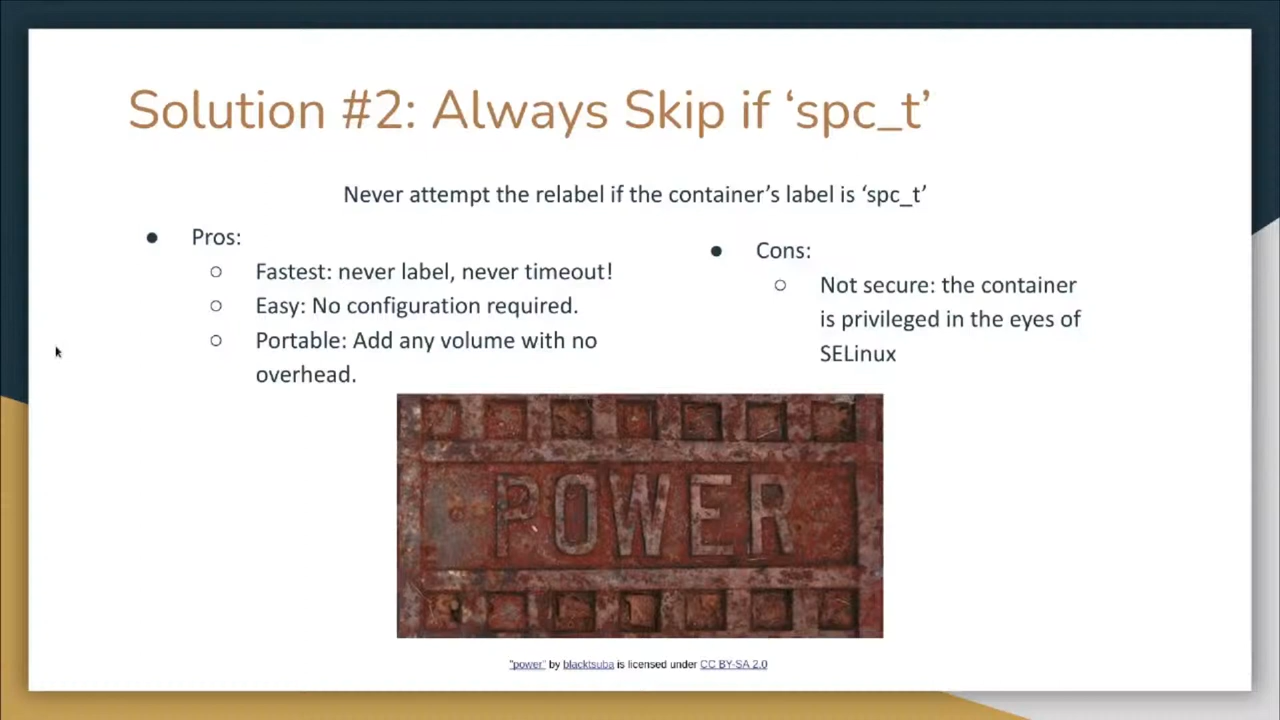 Solution #2: Always Skip if ‘spc_t’
Never attempt the relabel if the container’s label is ‘spc_t’
● Pros:
○ Fastest: never label, never timeout!
○ Easy: No configuration required.
○ Portable: Add any volume with no
overhead.
● Cons:
○ Not secure: the container
is privileged in the eyes of
SELinux
POWER
"power" by blacktsuba is licensed under CC BY-SA 2.0